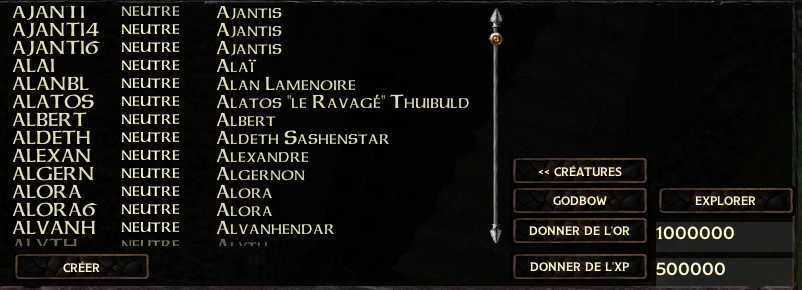 AJANTI NEUTRE Ajantis
AJANTI4 NEUTRE Ajantis
AJANTI6 NEUTRE Ajantis
ALAI NEUTRE Alaï
ALANBL NEUTRE Alan Lamenoire
ALATOS NEUTRE Alatos "le Ravagé" Thuibuld
ALBERT NEUTRE Albert
ALDETH NEUTRE Aldeth Sashenstar
ALEXAN NEUTRE Alexandre
ALGERN NEUTRE Algernon
ALORA NEUTRE Alora
ALORA6 NEUTRE Alora
ALVANH NEUTRE Alvanhendar
<< CRÉATURES
GODBOW EXPLORER
DONNER DE L'OR 1000000
CRÉER DONNER DE L'XP 500000